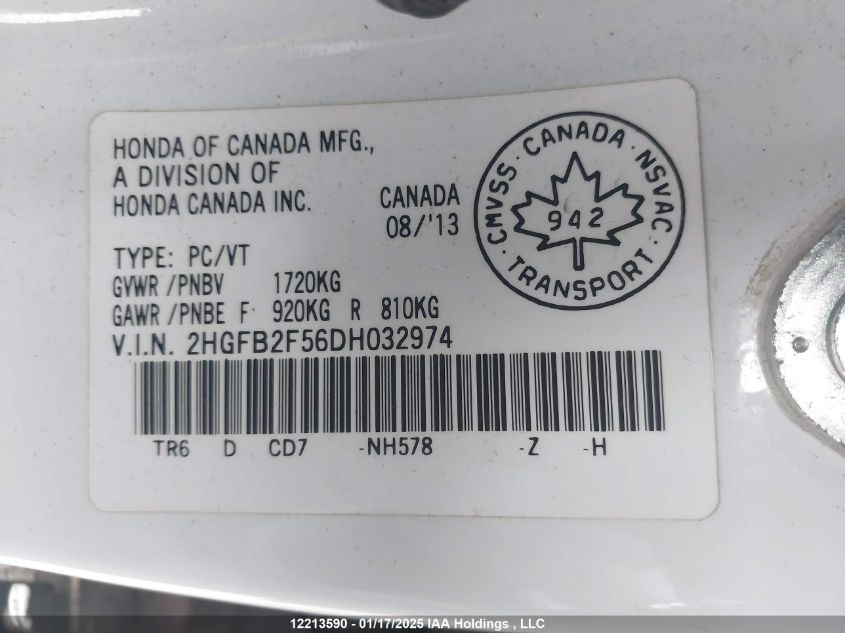 HONDA OF CANADA MFG.,
A DIVISION OF
HONDA CANADA INC.
CANADA
08/'13
CMVSS · CANADA · NSVAC · TRANSPORT ·
942
TYPE: PC/VT
GVWR /PNBV 1720KG
GAWR /PNBE F 920KG R 810KG
V.I.N. 2HGFB2F56DH032974
TR6 D CD7 -NH578 -Z -H
12213590 - 01/17/2025 IAA Holdings , LLC